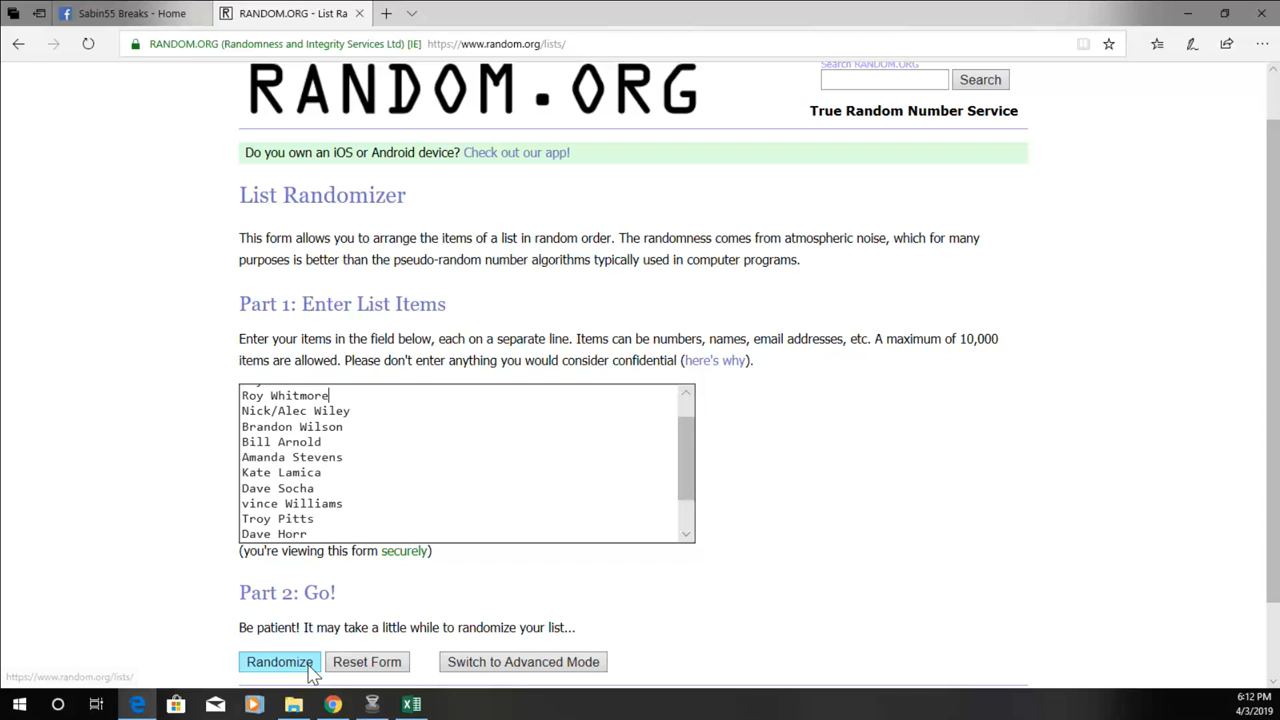 Sabin55 Breaks - Home
RANDOM.ORG - List Ra
RANDOM.ORG (Randomness and Integrity Services Ltd) [IE] https://www.random.org/lists/
RANDOM.ORG
Search RANDOM.ORG
Search
True Random Number Service
Do you own an iOS or Android device? Check out our app!
List Randomizer
This form allows you to arrange the items of a list in random order. The randomness comes from atmospheric noise, which for many
purposes is better than the pseudo-random number algorithms typically used in computer programs.
Part 1: Enter List Items
Enter your items in the field below, each on a separate line. Items can be numbers, names, email addresses, etc. A maximum of 10,000
items are allowed. Please don't enter anything you would consider confidential (here's why).
Roy Whitmore
Nick/Alec Wiley
Brandon Wilson
Bill Arnold
Amanda Stevens
Kate Lamica
Dave Socha
vince Williams
Troy Pitts
Dave Horr
(you're viewing this form securely)
Part 2: Go!
Be patient! It may take a little while to randomize your list...
Randomize Reset Form Switch to Advanced Mode
https://www.random.org/lists/
6:12 PM
4/3/2019